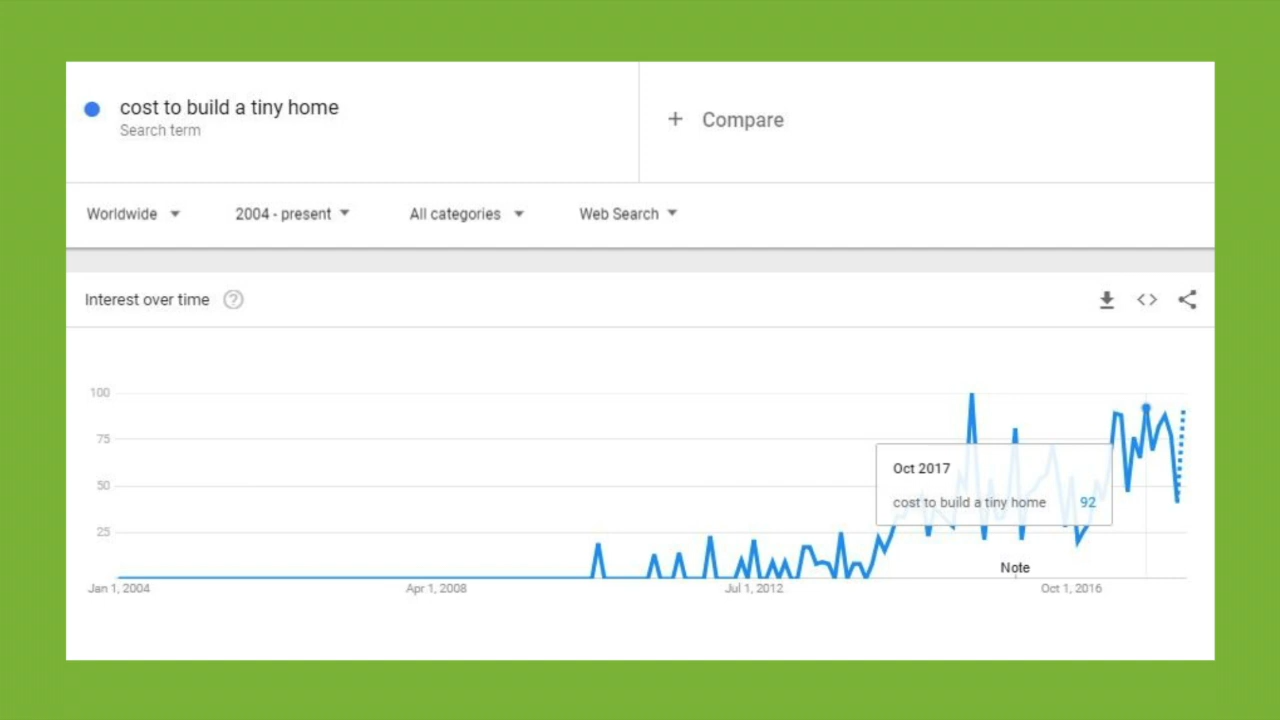 cost to build a tiny home
Search term
+ Compare
Worldwide
2004 - present
All categories
Web Search
Interest over time ?
100
75
50
25
Oct 2017
cost to build a tiny home 92
Note
Jan 1, 2004
Apr 1, 2008
Jul 1, 2012
Oct 1, 2016